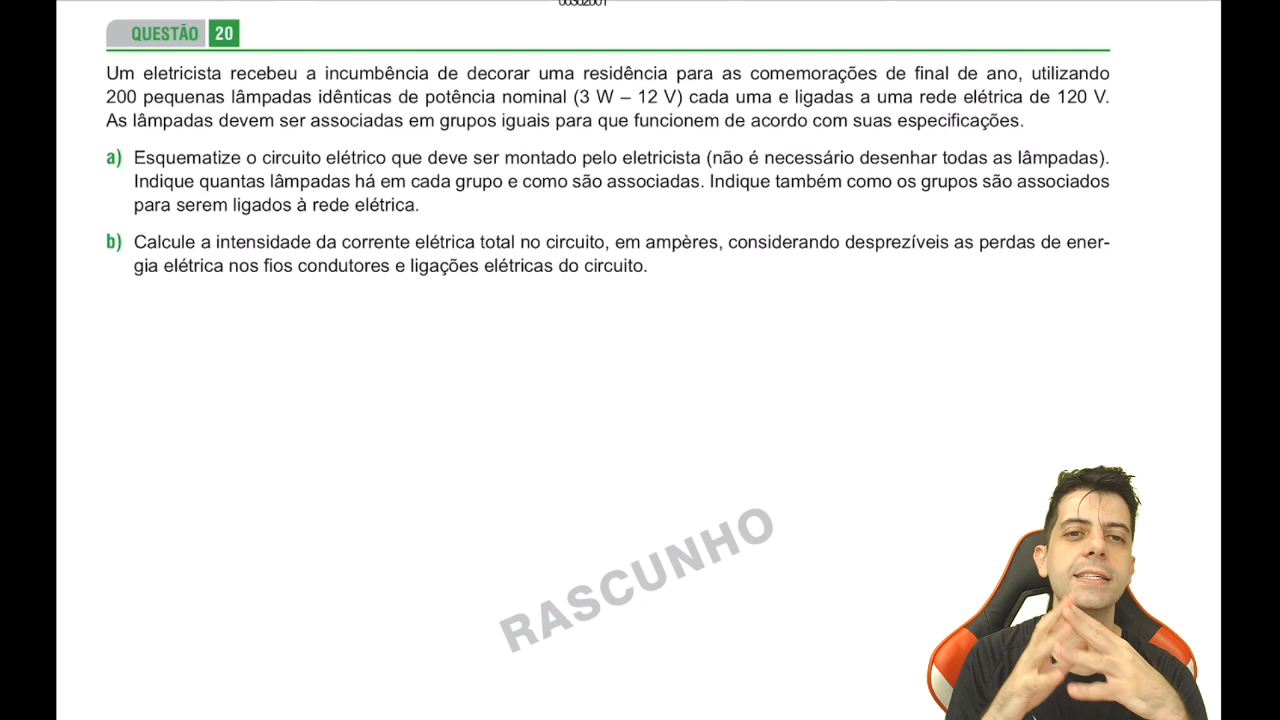 QUESTÃO 20
Um eletricista recebeu a incumbência de decorar uma residência para as comemorações de final de ano, utilizando
200 pequenas lâmpadas idênticas de potência nominal (3 W – 12 V) cada uma e ligadas a uma rede elétrica de 120 V.
As lâmpadas devem ser associadas em grupos iguais para que funcionem de acordo com suas especificações.
a) Esquematize o circuito elétrico que deve ser montado pelo eletricista (não é necessário desenhar todas as lâmpadas).
Indique quantas lâmpadas há em cada grupo e como são associadas. Indique também como os grupos são associados
para serem ligados à rede elétrica.
b) Calcule a intensidade da corrente elétrica total no circuito, em ampères, considerando desprezíveis as perdas de ener-
gia elétrica nos fios condutores e ligações elétricas do circuito.
RASCUNHO